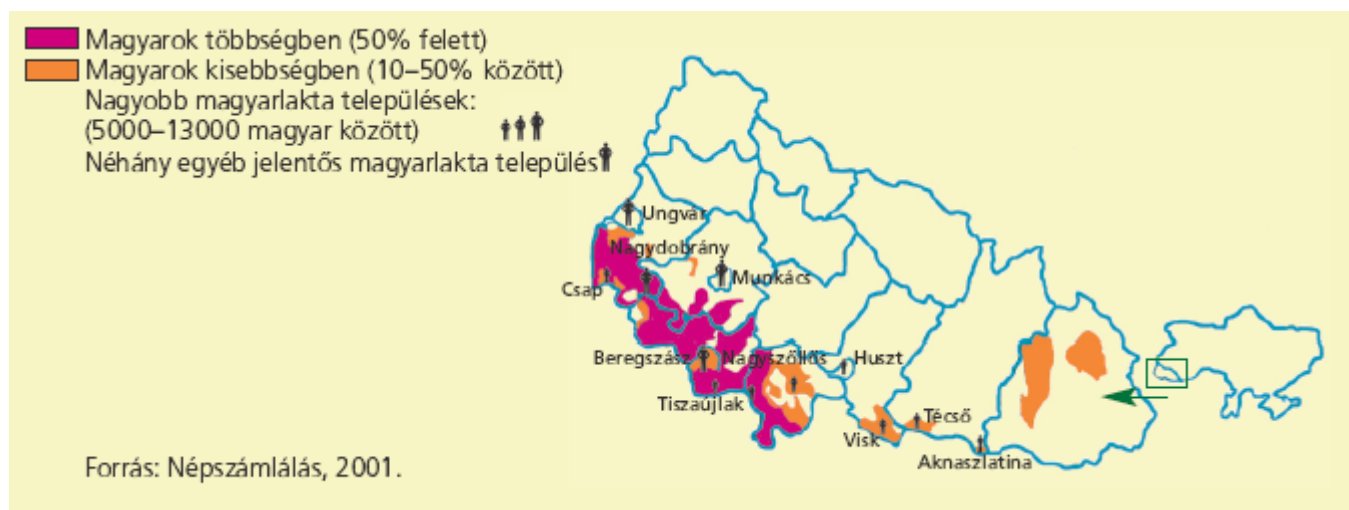 Magyarok többségben (50% felett)
Magyarok kisebbségben (10–50% között)
Nagyobb magyarlakta települések:
(5000–13000 magyar között)
Néhány egyéb jelentős magyarlakta település
Ungvár
Nagydobrány
Csap
Munkács
Beregszász
Nagyszőllős
Huszt
Tiszaújlak
Visk
Técső
Aknaszlatina
Forrás: Népszámlálás, 2001.